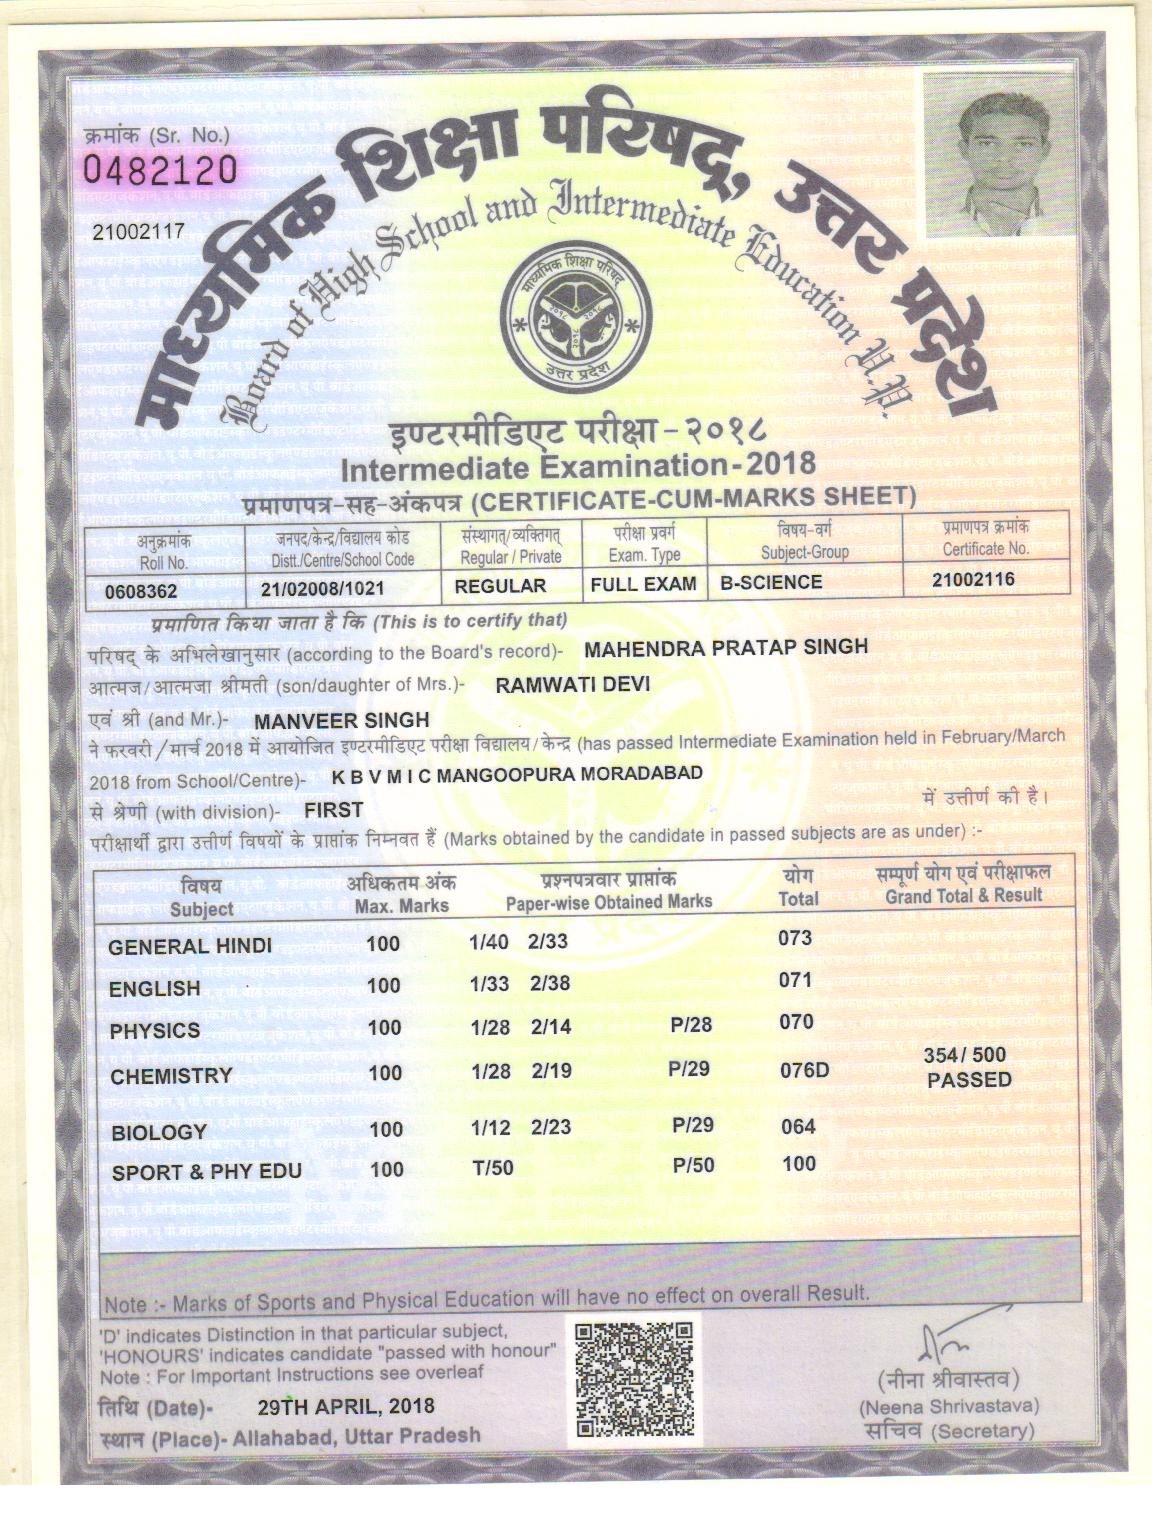 क्रमांक (Sr. No.)
0482120
21002117
माध्यमिक शिक्षा परिषद्, उत्तर प्रदेश
Board of High School and Intermediate Education U.P.
माध्यमिक शिक्षा परिषद्
२०१८ २०१८
२०१८
उत्तर प्रदेश
इण्टरमीडिएट परीक्षा - २०१८
Intermediate Examination - 2018
प्रमाणपत्र-सह-अंकपत्र (CERTIFICATE-CUM-MARKS SHEET)
अनुक्रमांक जनपद/केन्द्र/विद्यालय कोड संस्थागत्/व्यक्तिगत् परीक्षा प्रवर्ग विषय-वर्ग प्रमाणपत्र क्रमांक
Roll No. Distt./Centre/School Code Regular / Private Exam. Type Subject-Group Certificate No.
0608362 21/02008/1021 REGULAR FULL EXAM B-SCIENCE 21002116
प्रमाणित किया जाता है कि (This is to certify that)
परिषद् के अभिलेखानुसार (according to the Board's record)- MAHENDRA PRATAP SINGH
आत्मज/आत्मजा श्रीमती (son/daughter of Mrs.)- RAMWATI DEVI
एवं श्री (and Mr.)- MANVEER SINGH
ने फरवरी/मार्च 2018 में आयोजित इण्टरमीडिएट परीक्षा विद्यालय/केन्द्र (has passed Intermediate Examination held in February/March
2018 from School/Centre)- K B V M I C MANGOOPURA MORADABAD
से श्रेणी (with division)- FIRST में उत्तीर्ण की है।
परीक्षार्थी द्वारा उत्तीर्ण विषयों के प्राप्तांक निम्नवत हैं (Marks obtained by the candidate in passed subjects are as under) :-
विषय अधिकतम अंक प्रश्नपत्रवार प्राप्तांक योग सम्पूर्ण योग एवं परीक्षाफल
Subject Max. Marks Paper-wise Obtained Marks Total Grand Total & Result
GENERAL HINDI 100 1/40 2/33 073
ENGLISH 100 1/33 2/38 071
PHYSICS 100 1/28 2/14 P/28 070
CHEMISTRY 100 1/28 2/19 P/29 076D 354/ 500
PASSED
BIOLOGY 100 1/12 2/23 P/29 064
SPORT & PHY EDU 100 T/50 P/50 100
Note :- Marks of Sports and Physical Education will have no effect on overall Result.
'D' indicates Distinction in that particular subject,
'HONOURS' indicates candidate "passed with honour"
Note : For Important Instructions see overleaf
तिथि (Date)- 29TH APRIL, 2018
स्थान (Place)- Allahabad, Uttar Pradesh
(नीना श्रीवास्तव)
(Neena Shrivastava)
सचिव (Secretary)